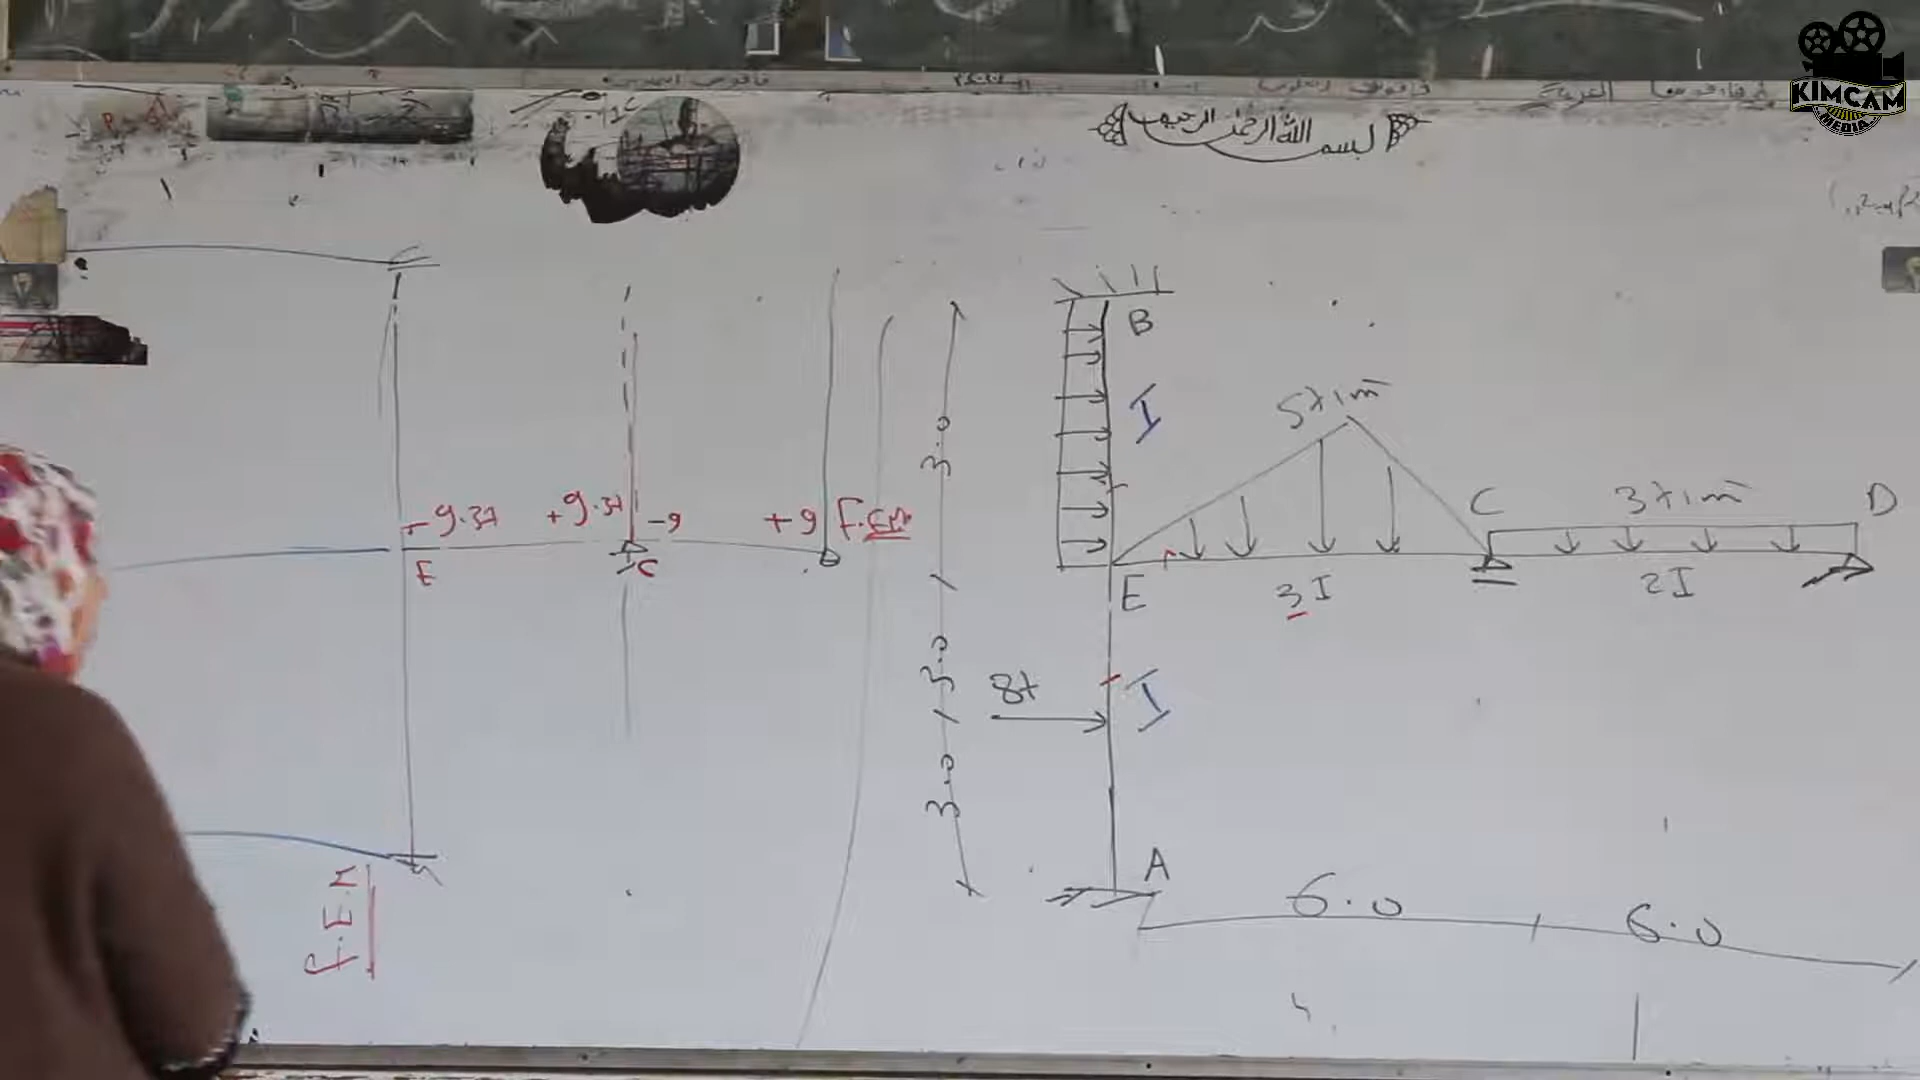 KIMCAM
MEDIA
بسم الله الرحمن الرحيم
-9.37
+9.37
-9
+9
F.EM
E
C
F.E.M
3.0
3.0
3.0
B
I
5t/m
C
3t/m
D
E
3I
2I
8t
I
A
6.0
6.0